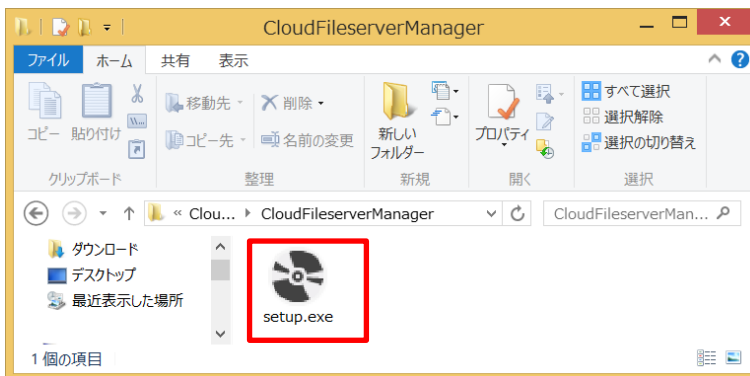 CloudFileserverManager
ファイル ホーム 共有 表示
コピー 貼り付け
移動先
コピー先
削除
名前の変更
新しい
フォルダー
プロパティ
すべて選択
選択解除
選択の切り替え
クリップボード 整理 新規 開く 選択
« Clou... CloudFileserverManager
CloudFileserverMan...
ダウンロード
デスクトップ
最近表示した場所
setup.exe
1 個の項目